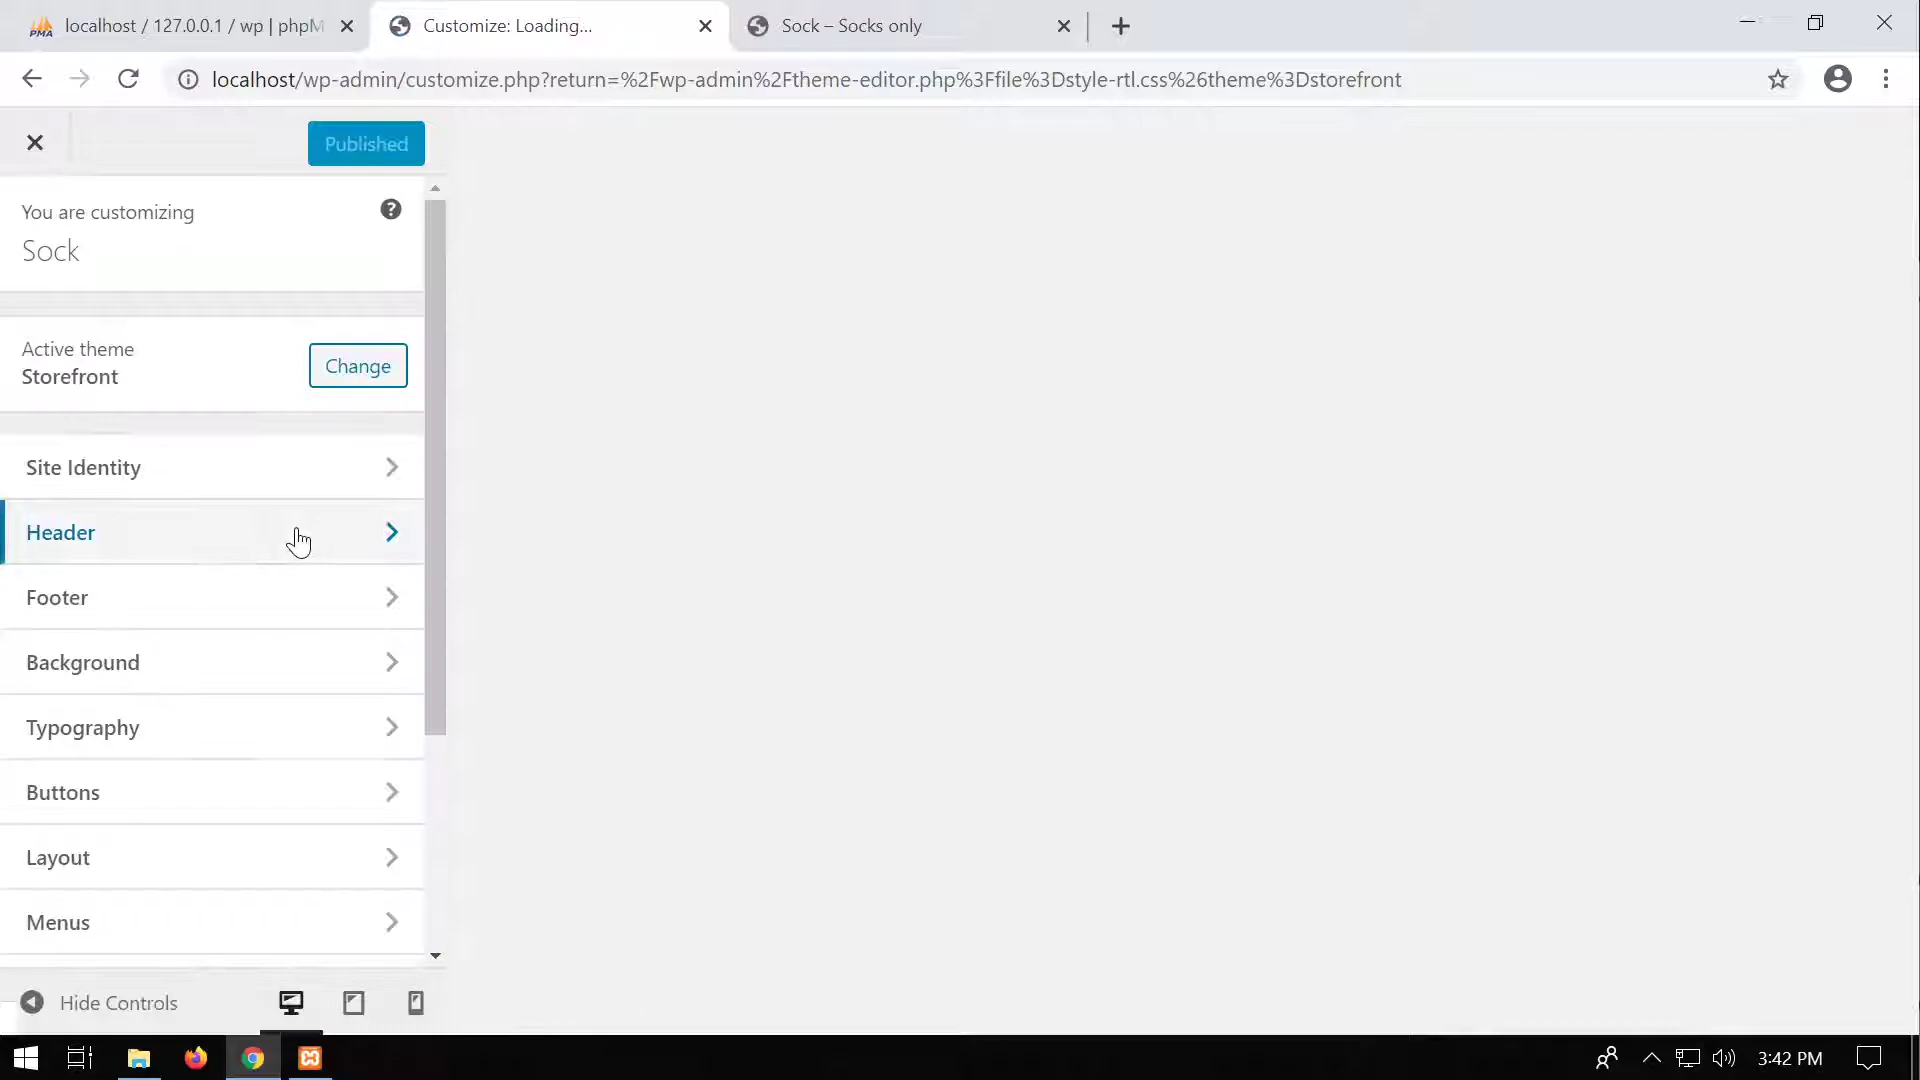 localhost / 127.0.0.1 / wp | phpM
Customize: Loading...
Sock – Socks only
localhost/wp-admin/customize.php?return=%2Fwp-admin%2Ftheme-editor.php%3Ffile%3Dstyle-rtl.css%26theme%3Dstorefront
Published
You are customizing
Sock
Active theme
Storefront
Change
Site Identity
Header
Footer
Background
Typography
Buttons
Layout
Menus
Hide Controls
3:42 PM